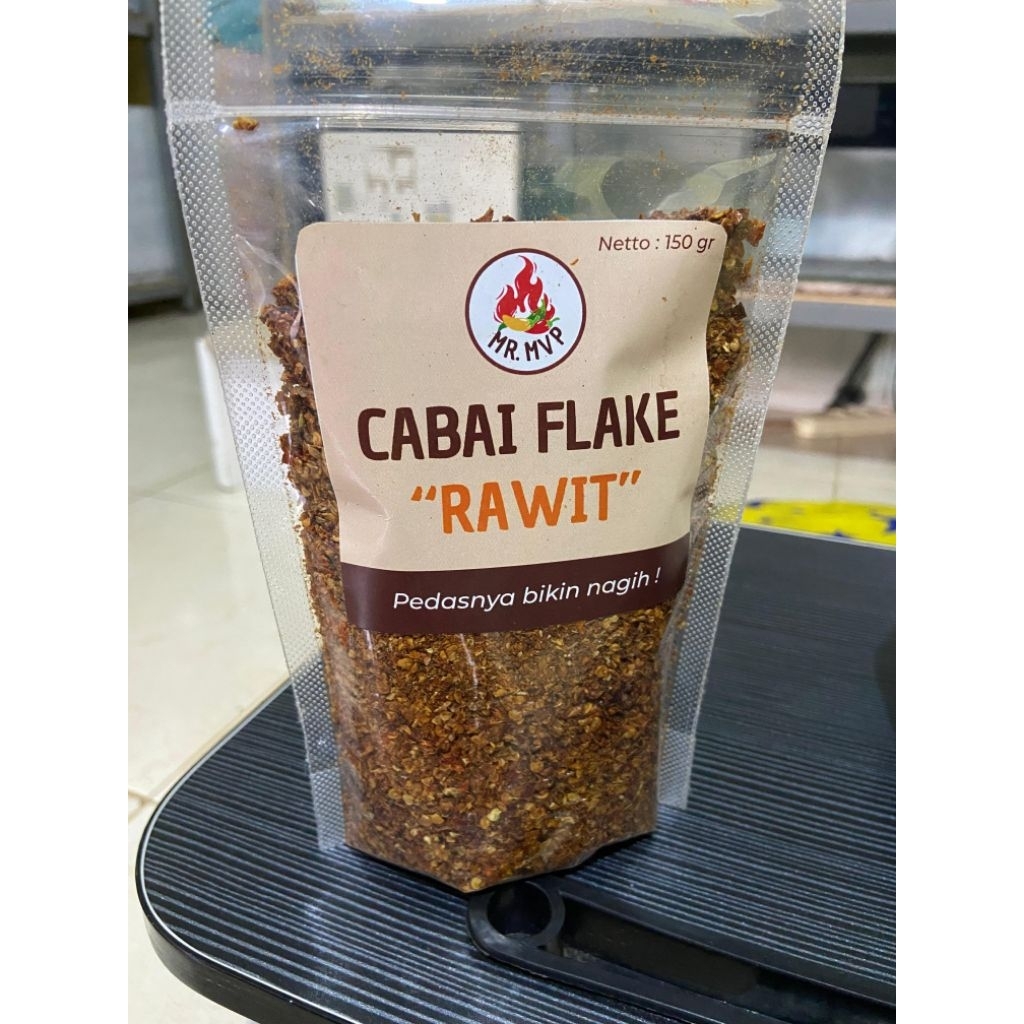 Netto : 150 gr
MR. MVP
CABAI FLAKE
“RAWIT”
Pedasnya bikin nagih !